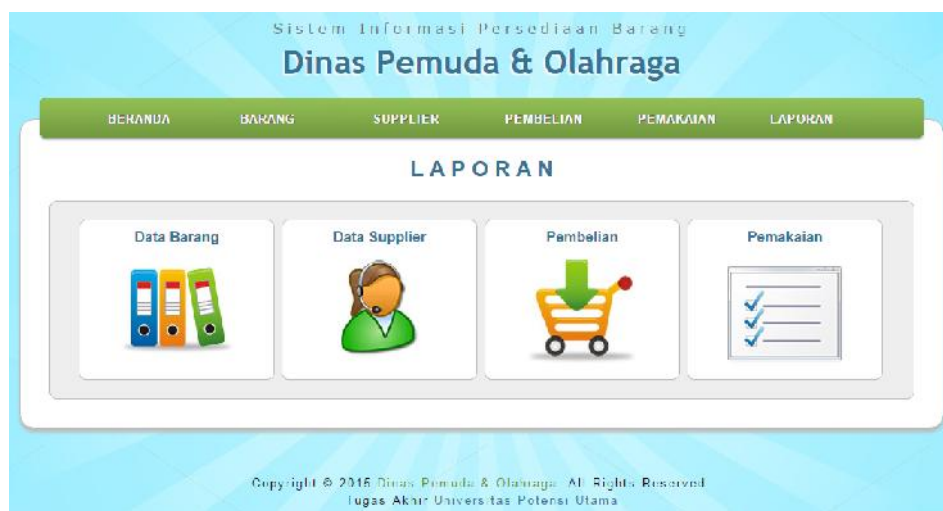 Sistem Informasi Persediaan Barang
Dinas Pemuda & Olahraga
BERANDA BARANG SUPPLIER PEMBELIAN PEMAKAIAN LAPORAN
LAPORAN
Data Barang Data Supplier Pembelian Pemakaian
Copyright © 2015 Dinas Pemuda & Olahraga. All Rights Reserved
Tugas Akhir Universitas Potensi Utama